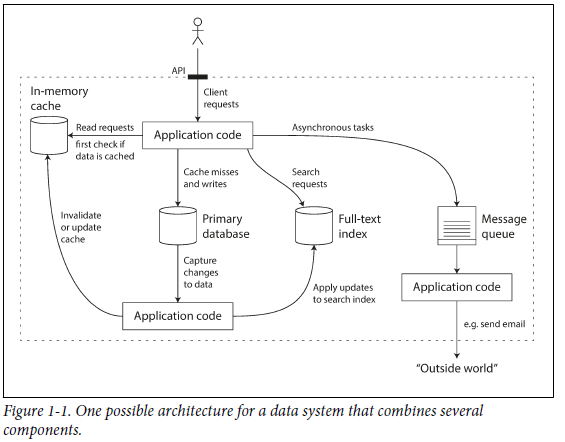 API
In-memory
cache
Client
requests
Read requests
first check if
data is cached
Application code
Asynchronous tasks
Cache misses
and writes
Search
requests
Invalidate
or update
cache
Primary
database
Full-text
index
Message
queue
Capture
changes
to data
Apply updates
to search index
Application code
Application code
e.g. send email
"Outside world"
Figure 1-1. One possible architecture for a data system that combines several
components.